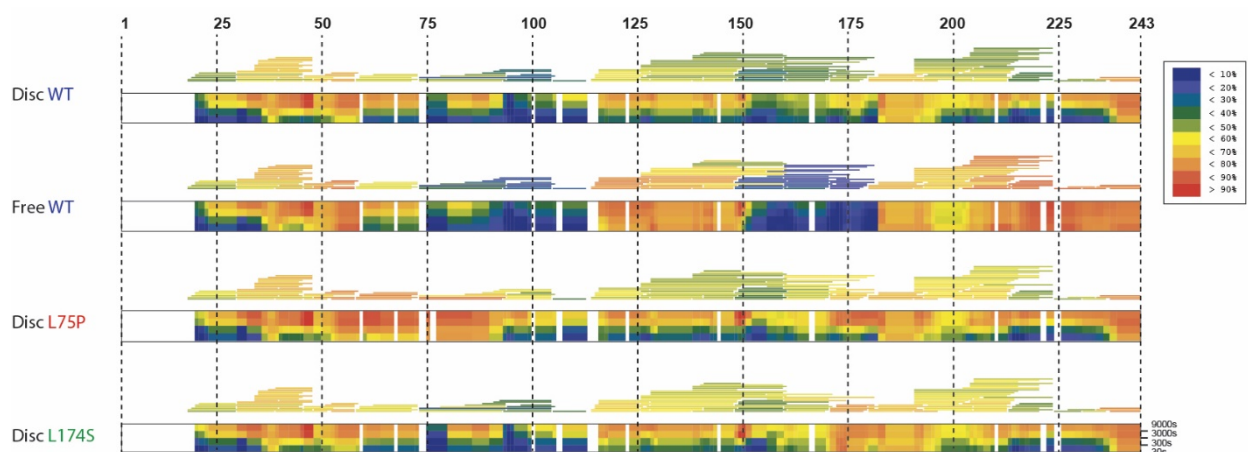 1 25 50 75 100 125 150 175 200 225 243
Disc WT
Free WT
Disc L75P
Disc L174S
< 10%
< 20%
< 30%
< 40%
< 50%
< 60%
< 70%
< 80%
< 90%
> 90%
9000s
3000s
300s
30s